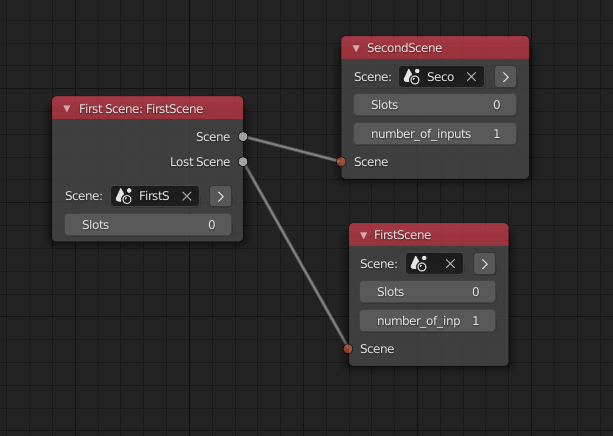 First Scene: FirstScene
Scene
Lost Scene
Scene: FirstS
Slots 0
SecondScene
Scene: Seco
Slots 0
number_of_inputs 1
Scene
FirstScene
Scene:
Slots 0
number_of_inp 1
Scene